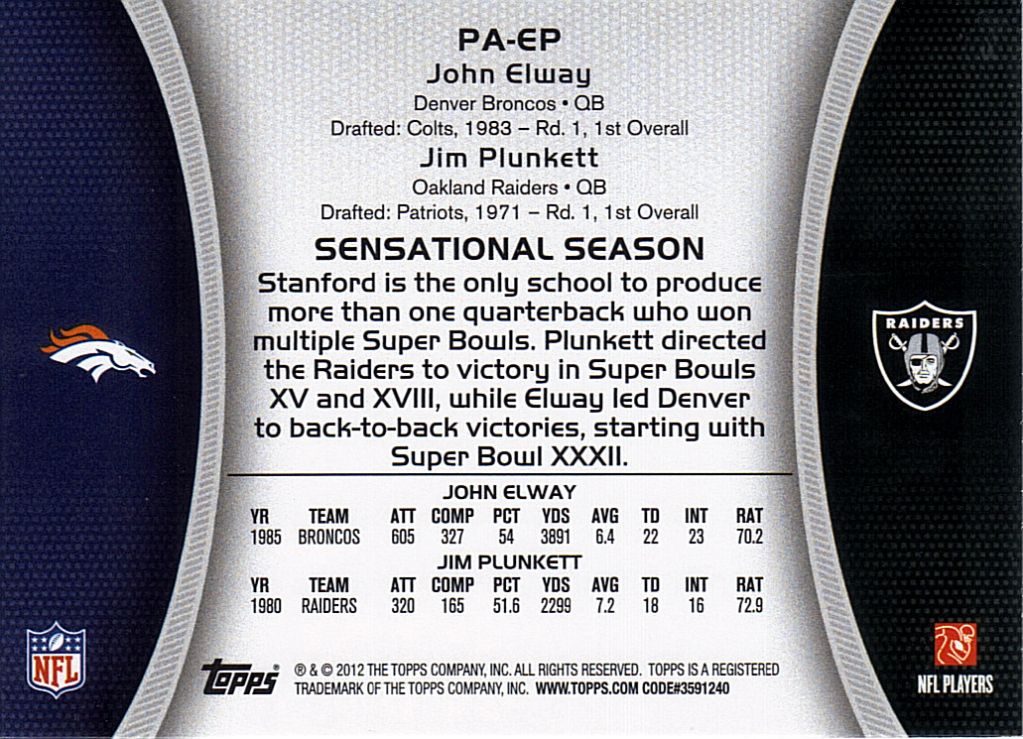 PA-EP
John Elway
Denver Broncos • QB
Drafted: Colts, 1983 – Rd. 1, 1st Overall
Jim Plunkett
Oakland Raiders • QB
Drafted: Patriots, 1971 – Rd. 1, 1st Overall
SENSATIONAL SEASON
Stanford is the only school to produce
more than one quarterback who won
multiple Super Bowls. Plunkett directed
the Raiders to victory in Super Bowls
XV and XVIII, while Elway led Denver
to back-to-back victories, starting with
Super Bowl XXXII.
RAIDERS
JOHN ELWAY
YR TEAM ATT COMP PCT YDS AVG TD INT RAT
1985 BRONCOS 605 327 54 3891 6.4 22 23 70.2
JIM PLUNKETT
YR TEAM ATT COMP PCT YDS AVG TD INT RAT
1980 RAIDERS 320 165 51.6 2299 7.2 18 16 72.9
NFL
Topps® ® & © 2012 THE TOPPS COMPANY, INC. ALL RIGHTS RESERVED. TOPPS IS A REGISTERED
TRADEMARK OF THE TOPPS COMPANY, INC. WWW.TOPPS.COM CODE#3591240
NFL PLAYERS